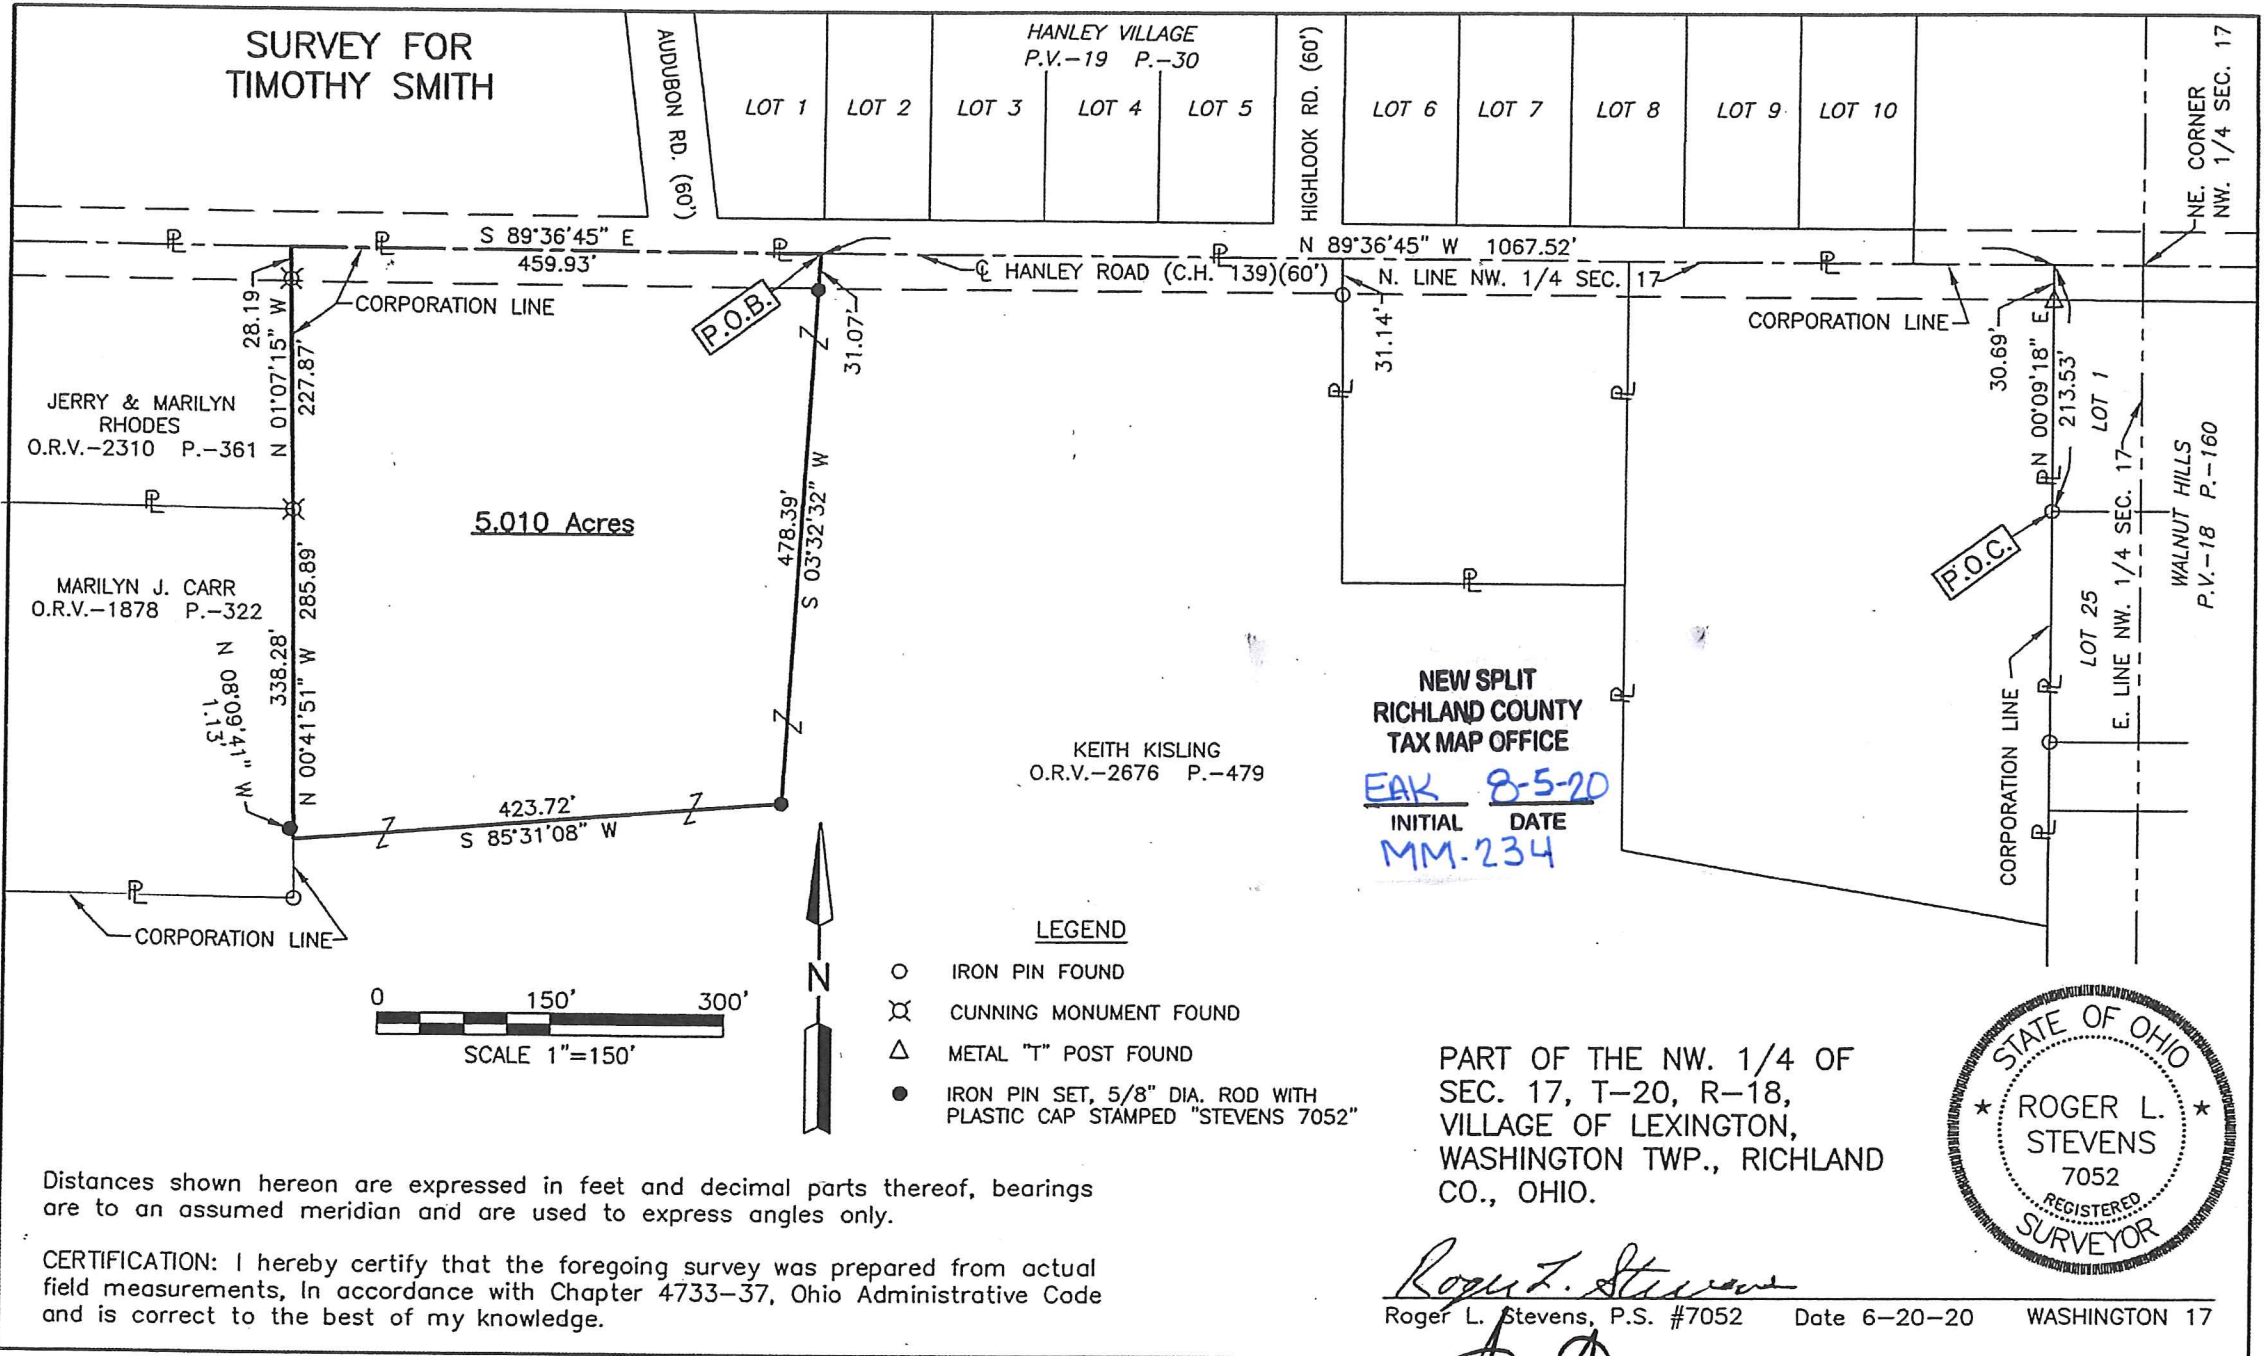 SURVEY FOR
TIMOTHY SMITH
AUDUBON RD. (60')
HANLEY VILLAGE
P.V.-19 P.-30
LOT 1
LOT 2
LOT 3
LOT 4
LOT 5
HIGHLOOK RD. (60')
LOT 6
LOT 7
LOT 8
LOT 9
LOT 10
NE. CORNER
NW. 1/4 SEC. 17
S 89°36'45" E
459.93'
N 89°36'45" W 1067.52'
HANLEY ROAD (C.H. 139)(60')
N. LINE NW. 1/4 SEC. 17
CORPORATION LINE
CORPORATION LINE
P.O.B.
28.19'
N 01°07'15" W
227.87'
31.07'
31.14'
30.69'
N 00°09'18" E
213.53'
LOT 1
JERRY & MARILYN
RHODES
O.R.V.-2310 P.-361
5.010 Acres
478.39'
S 03°32'32" W
P.O.C.
WALNUT HILLS
P.V.-18 P.-160
E. LINE NW. 1/4 SEC. 17
LOT 25
CORPORATION LINE
MARILYN J. CARR
O.R.V.-1878 P.-322
N 08°09'41" W
1.13'
338.28'
N 00°41'51" W 285.89'
423.72'
S 85°31'08" W
KEITH KISLING
O.R.V.-2676 P.-479
NEW SPLIT
RICHLAND COUNTY
TAX MAP OFFICE
EAK 8-5-20
INITIAL DATE
MM-234
CORPORATION LINE
0 150' 300'
SCALE 1"=150'
N
LEGEND
IRON PIN FOUND
CUNNING MONUMENT FOUND
METAL "T" POST FOUND
IRON PIN SET, 5/8" DIA. ROD WITH
PLASTIC CAP STAMPED "STEVENS 7052"
PART OF THE NW. 1/4 OF
SEC. 17, T-20, R-18,
VILLAGE OF LEXINGTON,
WASHINGTON TWP., RICHLAND
CO., OHIO.
STATE OF OHIO
ROGER L.
STEVENS
7052
REGISTERED
SURVEYOR
Distances shown hereon are expressed in feet and decimal parts thereof, bearings
are to an assumed meridian and are used to express angles only.
CERTIFICATION: I hereby certify that the foregoing survey was prepared from actual
field measurements, In accordance with Chapter 4733-37, Ohio Administrative Code
and is correct to the best of my knowledge.
Roger L. Stevens
Roger L. Stevens, P.S. #7052 Date 6-20-20 WASHINGTON 17